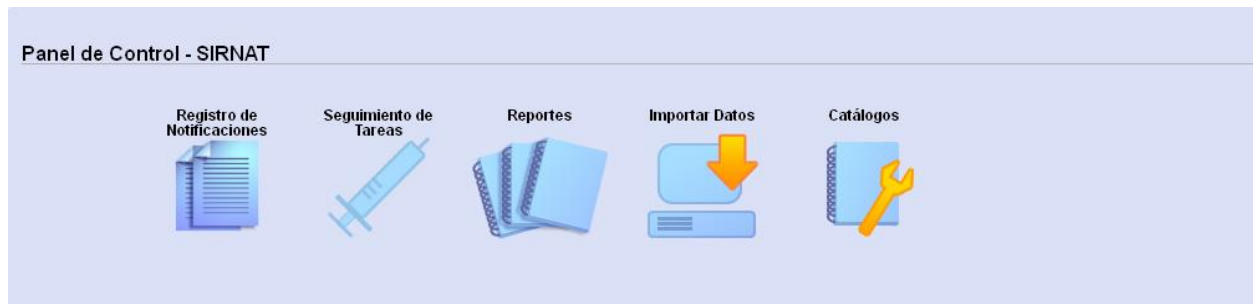 Panel de Control - SIRNAT
Registro de
Notificaciones
Seguimiento de
Tareas
Reportes
Importar Datos
Catálogos